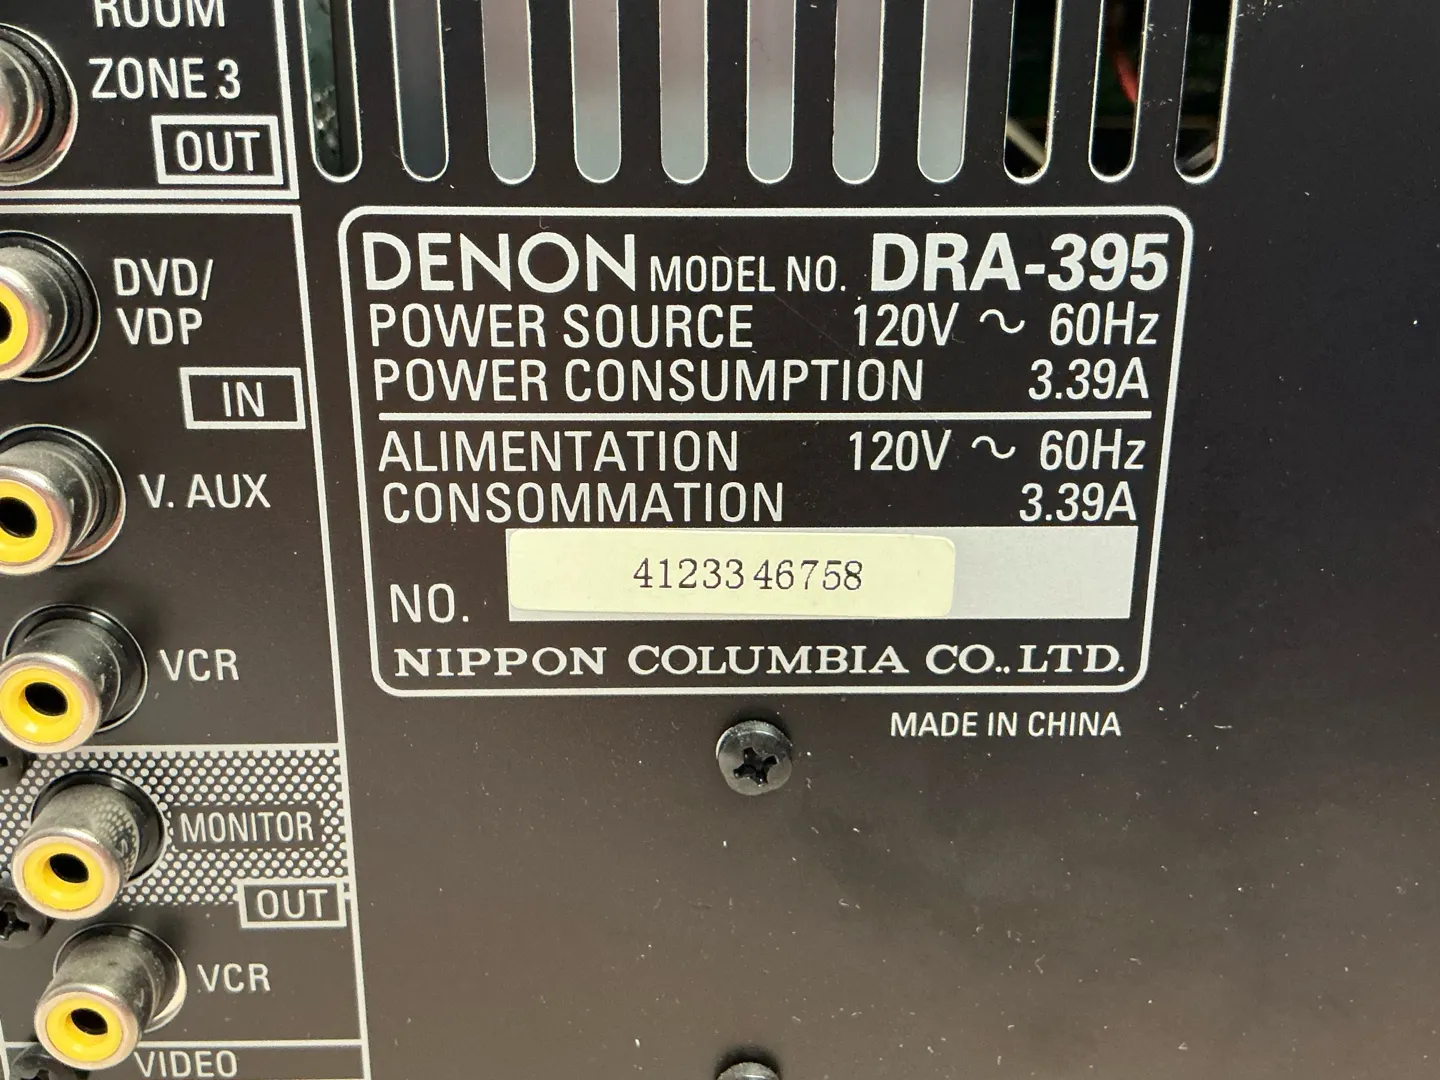 ROOM
ZONE 3
OUT
DVD/
VDP
IN
V. AUX
VCR
MONITOR
OUT
VCR
VIDEO
DENON MODEL NO. DRA-395
POWER SOURCE 120V ~ 60Hz
POWER CONSUMPTION 3.39A
ALIMENTATION 120V ~ 60Hz
CONSOMMATION 3.39A
NO. 4123346758
NIPPON COLUMBIA CO., LTD.
MADE IN CHINA